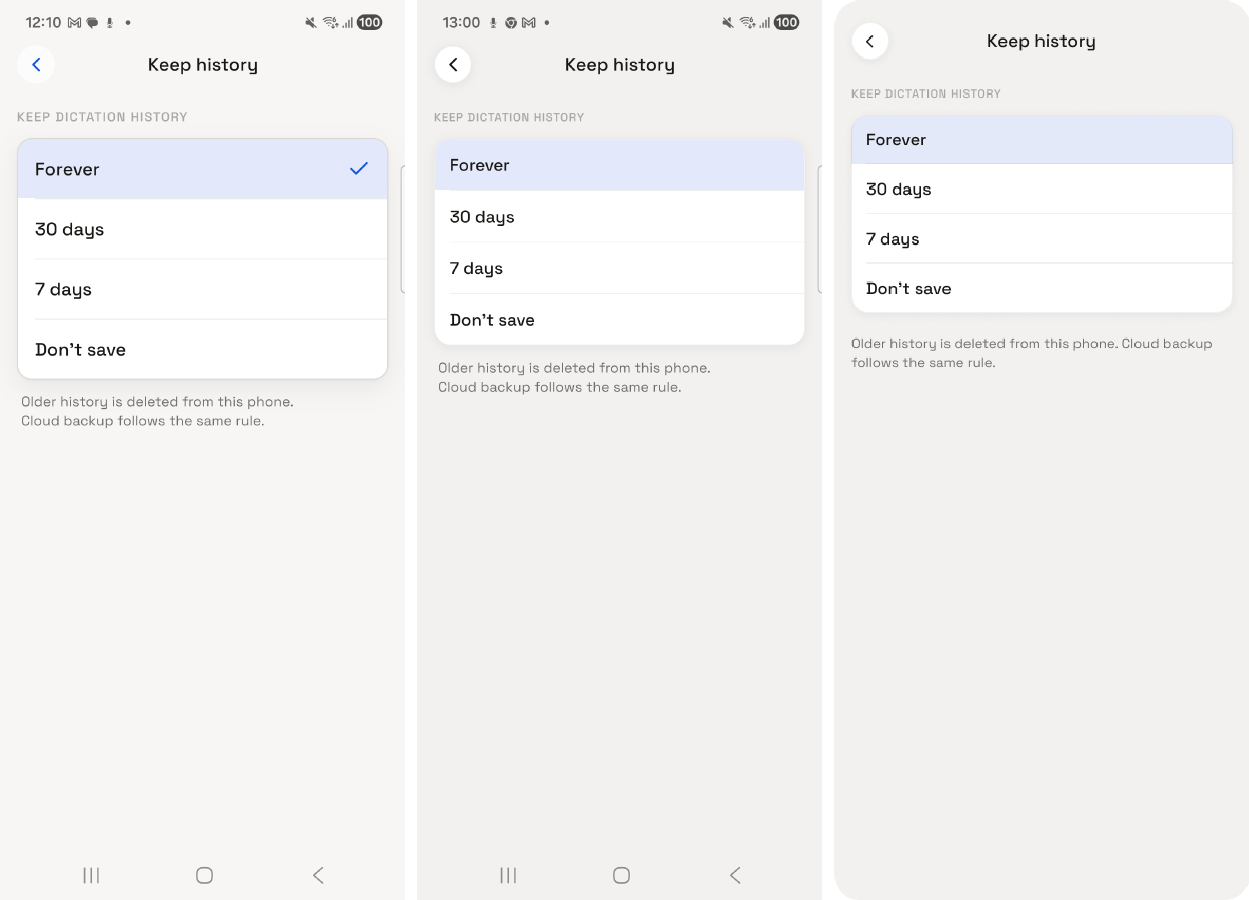 12:10
100
Keep history
KEEP DICTATION HISTORY
Forever
30 days
7 days
Don't save
Older history is deleted from this phone.
Cloud backup follows the same rule.
13:00
100
Keep history
KEEP DICTATION HISTORY
Forever
30 days
7 days
Don't save
Older history is deleted from this phone.
Cloud backup follows the same rule.
Keep history
KEEP DICTATION HISTORY
Forever
30 days
7 days
Don't save
Older history is deleted from this phone. Cloud backup
follows the same rule.